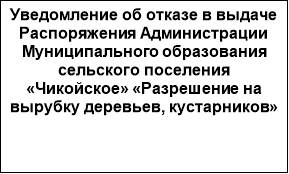 Уведомление об отказе в выдаче
Распоряжения Администрации
Муниципального образования
сельского поселения
«Чикойское» «Разрешение на
вырубку деревьев, кустарников»